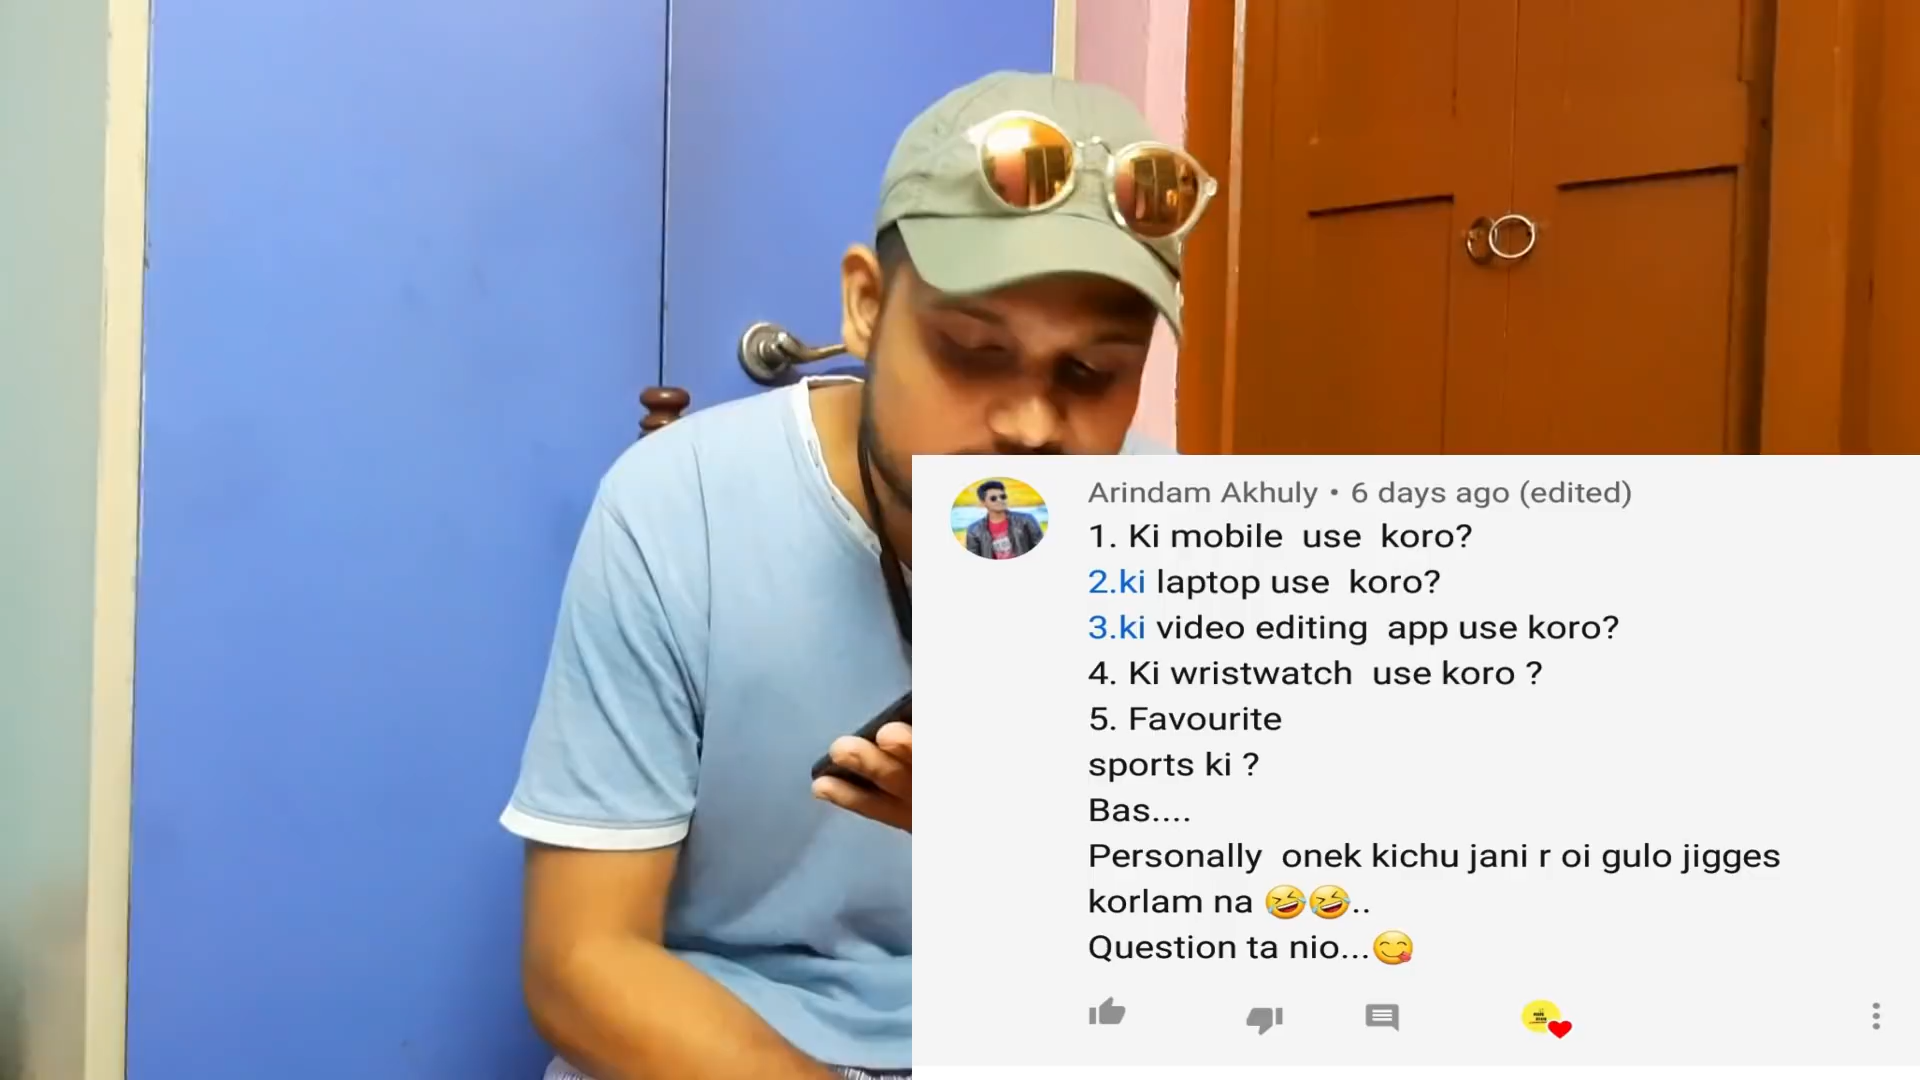 Arindam Akhuly • 6 days ago (edited)
1. Ki mobile use koro?
2.ki laptop use koro?
3.ki video editing app use koro?
4. Ki wristwatch use koro ?
5. Favourite
sports ki ?
Bas....
Personally onek kichu jani r oi gulo jigges
korlam na 🤣🤣..
Question ta nio...😋